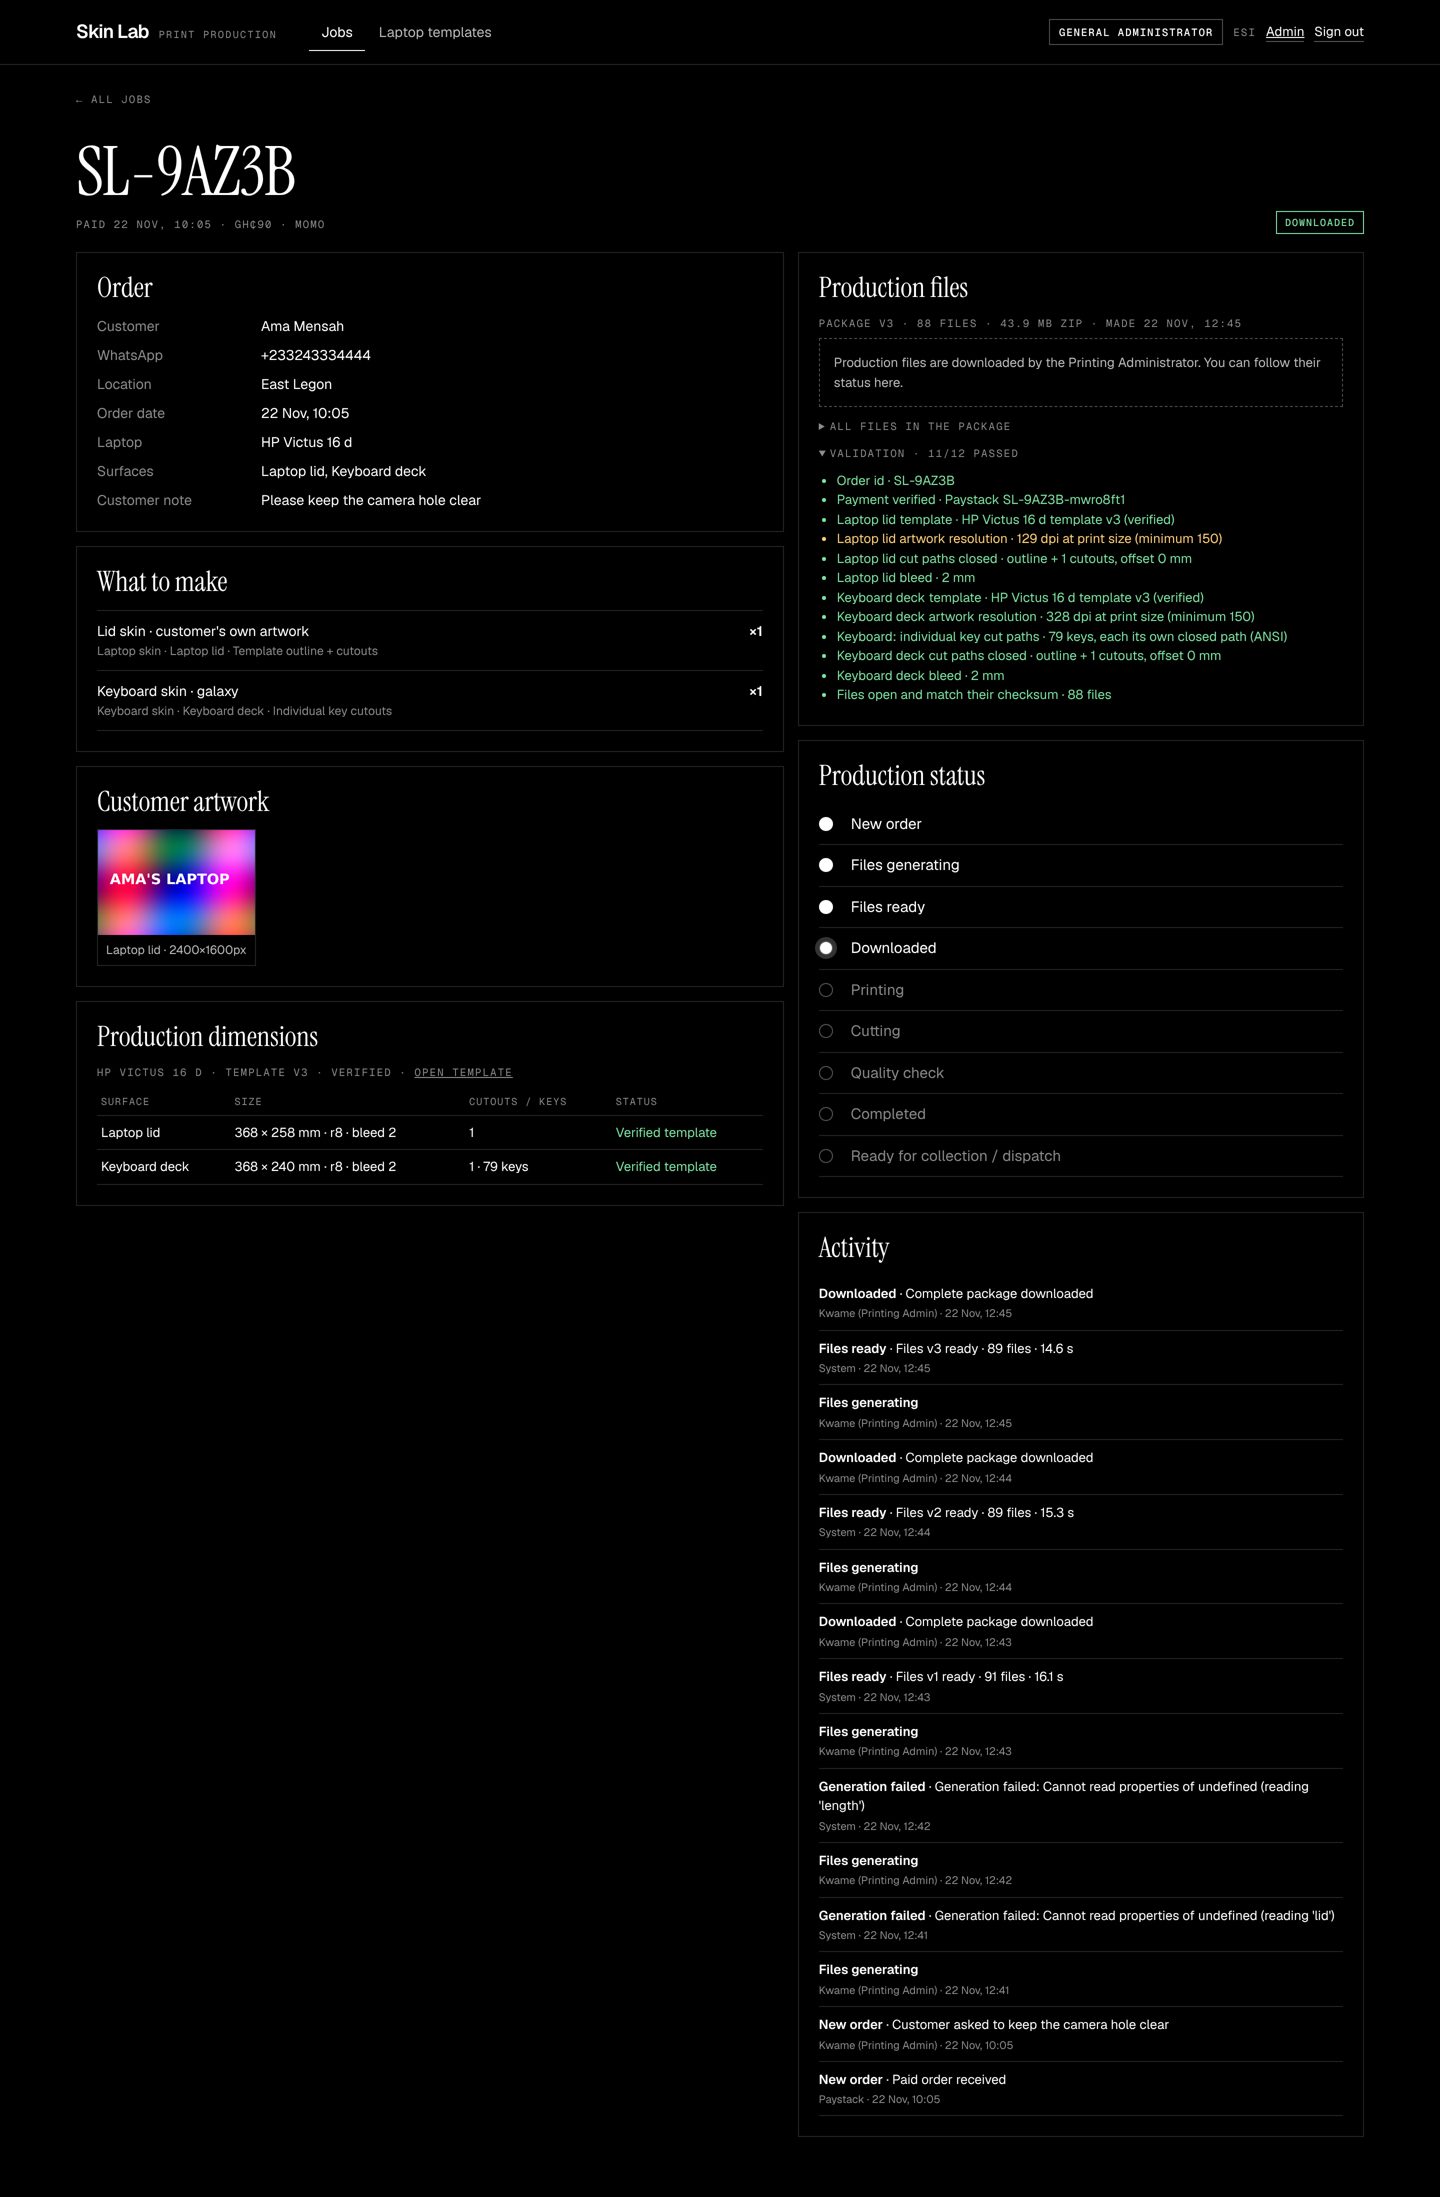 Skin Lab PRINT PRODUCTION Jobs Laptop templates GENERAL ADMINISTRATOR ESI Admin Sign out
← ALL JOBS
SL-9AZ3B
PAID 22 NOV, 10:05 · GH₵90 · MOMO
DOWNLOADED
Order
Customer Ama Mensah
WhatsApp +233243334444
Location East Legon
Order date 22 Nov, 10:05
Laptop HP Victus 16 d
Surfaces Laptop lid, Keyboard deck
Customer note Please keep the camera hole clear
What to make
Lid skin · customer's own artwork ×1
Laptop skin · Laptop lid · Template outline + cutouts
Keyboard skin · galaxy ×1
Keyboard skin · Keyboard deck · Individual key cutouts
Customer artwork
AMA'S LAPTOP
Laptop lid · 2400×1600px
Production dimensions
HP VICTUS 16 D · TEMPLATE V3 · VERIFIED · OPEN TEMPLATE
SURFACE SIZE CUTOUTS / KEYS STATUS
Laptop lid 368 × 258 mm · r8 · bleed 2 1 Verified template
Keyboard deck 368 × 240 mm · r8 · bleed 2 1 · 79 keys Verified template
Production files
PACKAGE V3 · 88 FILES · 43.9 MB ZIP · MADE 22 NOV, 12:45
Production files are downloaded by the Printing Administrator. You can follow their
status here.
▶ ALL FILES IN THE PACKAGE
▼ VALIDATION · 11/12 PASSED
• Order id · SL-9AZ3B
• Payment verified · Paystack SL-9AZ3B-mwro8ft1
• Laptop lid template · HP Victus 16 d template v3 (verified)
• Laptop lid artwork resolution · 129 dpi at print size (minimum 150)
• Laptop lid cut paths closed · outline + 1 cutouts, offset 0 mm
• Laptop lid bleed · 2 mm
• Keyboard deck template · HP Victus 16 d template v3 (verified)
• Keyboard deck artwork resolution · 328 dpi at print size (minimum 150)
• Keyboard: individual key cut paths · 79 keys, each its own closed path (ANSI)
• Keyboard deck cut paths closed · outline + 1 cutouts, offset 0 mm
• Keyboard deck bleed · 2 mm
• Files open and match their checksum · 88 files
Production status
New order
Files generating
Files ready
Downloaded
Printing
Cutting
Quality check
Completed
Ready for collection / dispatch
Activity
Downloaded · Complete package downloaded
Kwame (Printing Admin) · 22 Nov, 12:45
Files ready · Files v3 ready · 89 files · 14.6 s
System · 22 Nov, 12:45
Files generating
Kwame (Printing Admin) · 22 Nov, 12:45
Downloaded · Complete package downloaded
Kwame (Printing Admin) · 22 Nov, 12:44
Files ready · Files v2 ready · 89 files · 15.3 s
System · 22 Nov, 12:44
Files generating
Kwame (Printing Admin) · 22 Nov, 12:44
Downloaded · Complete package downloaded
Kwame (Printing Admin) · 22 Nov, 12:43
Files ready · Files v1 ready · 91 files · 16.1 s
System · 22 Nov, 12:43
Files generating
Kwame (Printing Admin) · 22 Nov, 12:43
Generation failed · Generation failed: Cannot read properties of undefined (reading
'length')
System · 22 Nov, 12:42
Files generating
Kwame (Printing Admin) · 22 Nov, 12:42
Generation failed · Generation failed: Cannot read properties of undefined (reading 'lid')
System · 22 Nov, 12:41
Files generating
Kwame (Printing Admin) · 22 Nov, 12:41
New order · Customer asked to keep the camera hole clear
Kwame (Printing Admin) · 22 Nov, 10:05
New order · Paid order received
Paystack · 22 Nov, 10:05